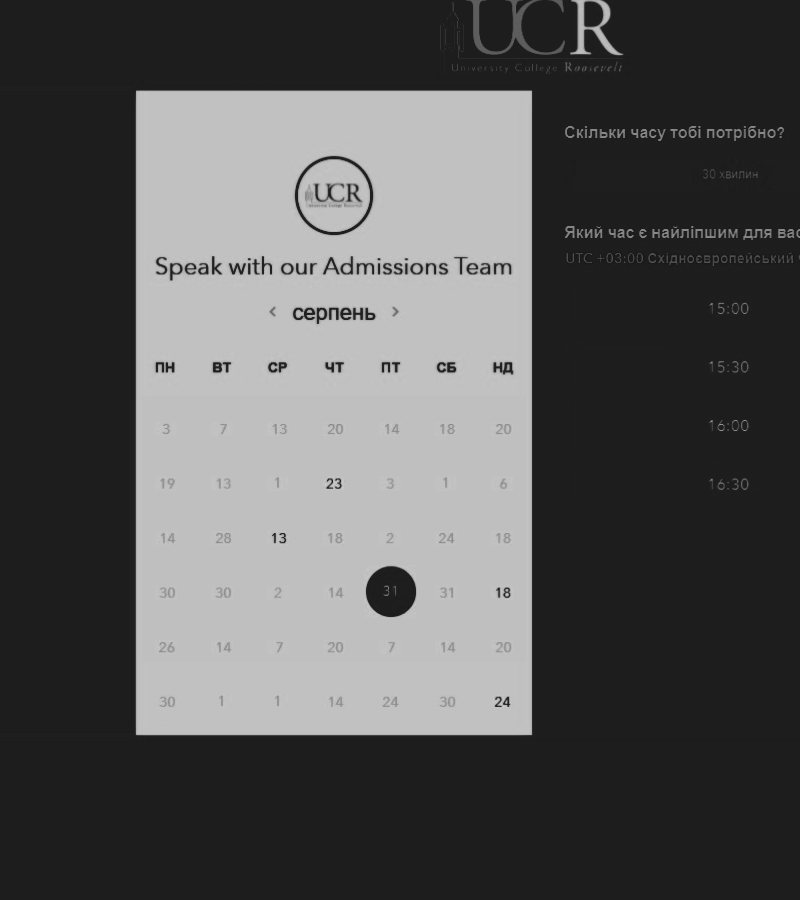 UCR
University College Roosevelt
UCR
Speak with our Admissions Team
< серпень >
ПН ВТ СР ЧТ ПТ СБ НД
3 7 13 20 14 18 20
19 13 1 23 3 1 6
14 28 13 18 2 24 18
30 30 2 14 31 31 18
26 14 7 20 7 14 20
30 1 1 14 24 30 24
Скільки часу тобі потрібно?
30 хвилин
Який час є найліпшим для вас
UTC +03:00 Східноєвропейський
15:00
15:30
16:00
16:30